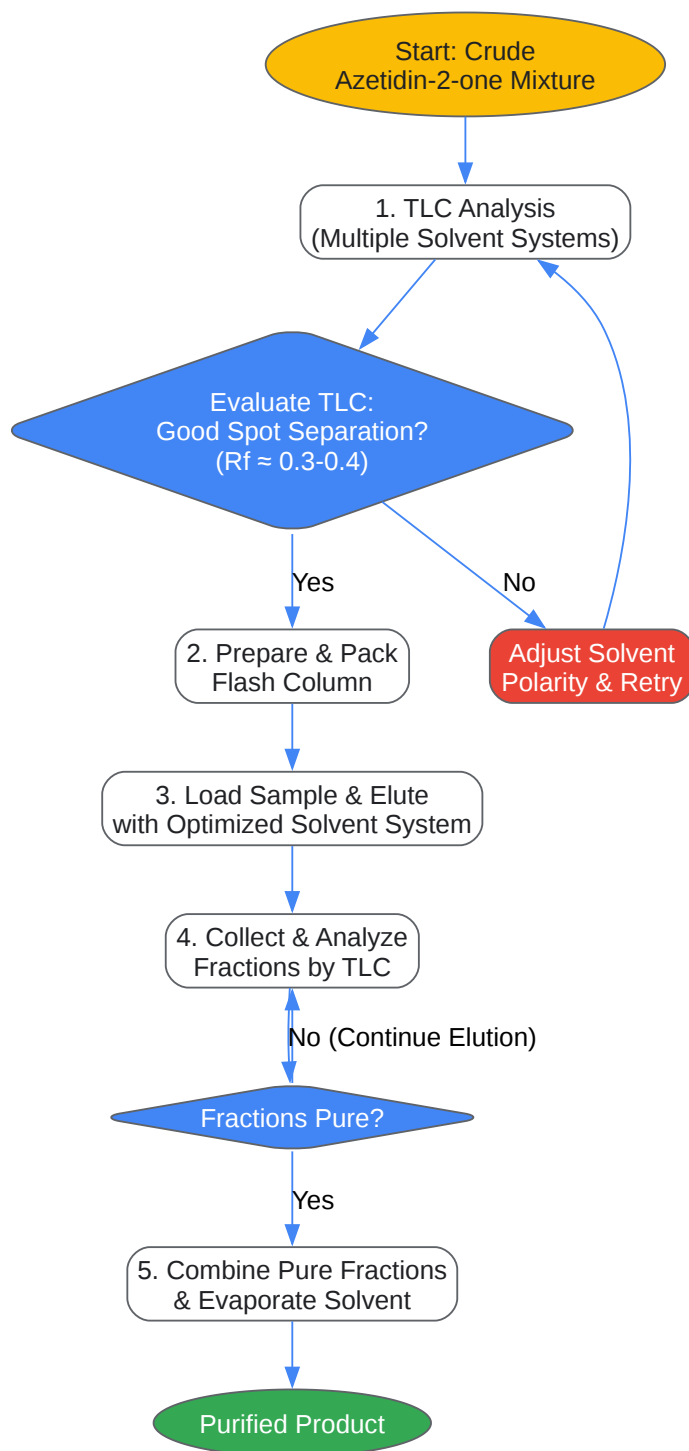 Start: Crude
Azetidin-2-one Mixture
1. TLC Analysis
(Multiple Solvent Systems)
Evaluate TLC:
Good Spot Separation?
(Rf ≈ 0.3-0.4)
Yes
No
2. Prepare & Pack
Flash Column
Adjust Solvent
Polarity & Retry
3. Load Sample & Elute
with Optimized Solvent System
4. Collect & Analyze
Fractions by TLC
No (Continue Elution)
Fractions Pure?
Yes
5. Combine Pure Fractions
& Evaporate Solvent
Purified Product